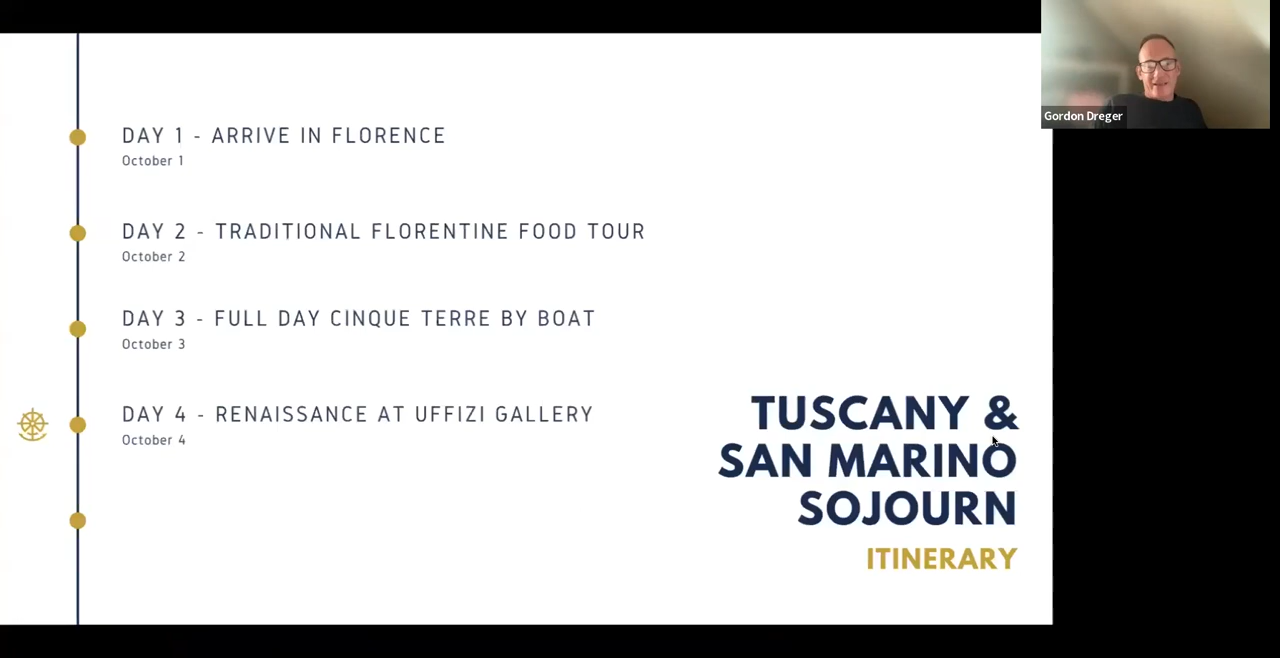 DAY 1 - ARRIVE IN FLORENCE
October 1
DAY 2 - TRADITIONAL FLORENTINE FOOD TOUR
October 2
DAY 3 - FULL DAY CINQUE TERRE BY BOAT
October 3
DAY 4 - RENAISSANCE AT UFFIZI GALLERY
October 4
TUSCANY &
SAN MARINO
SOJOURN
ITINERARY
Gordon Dreger